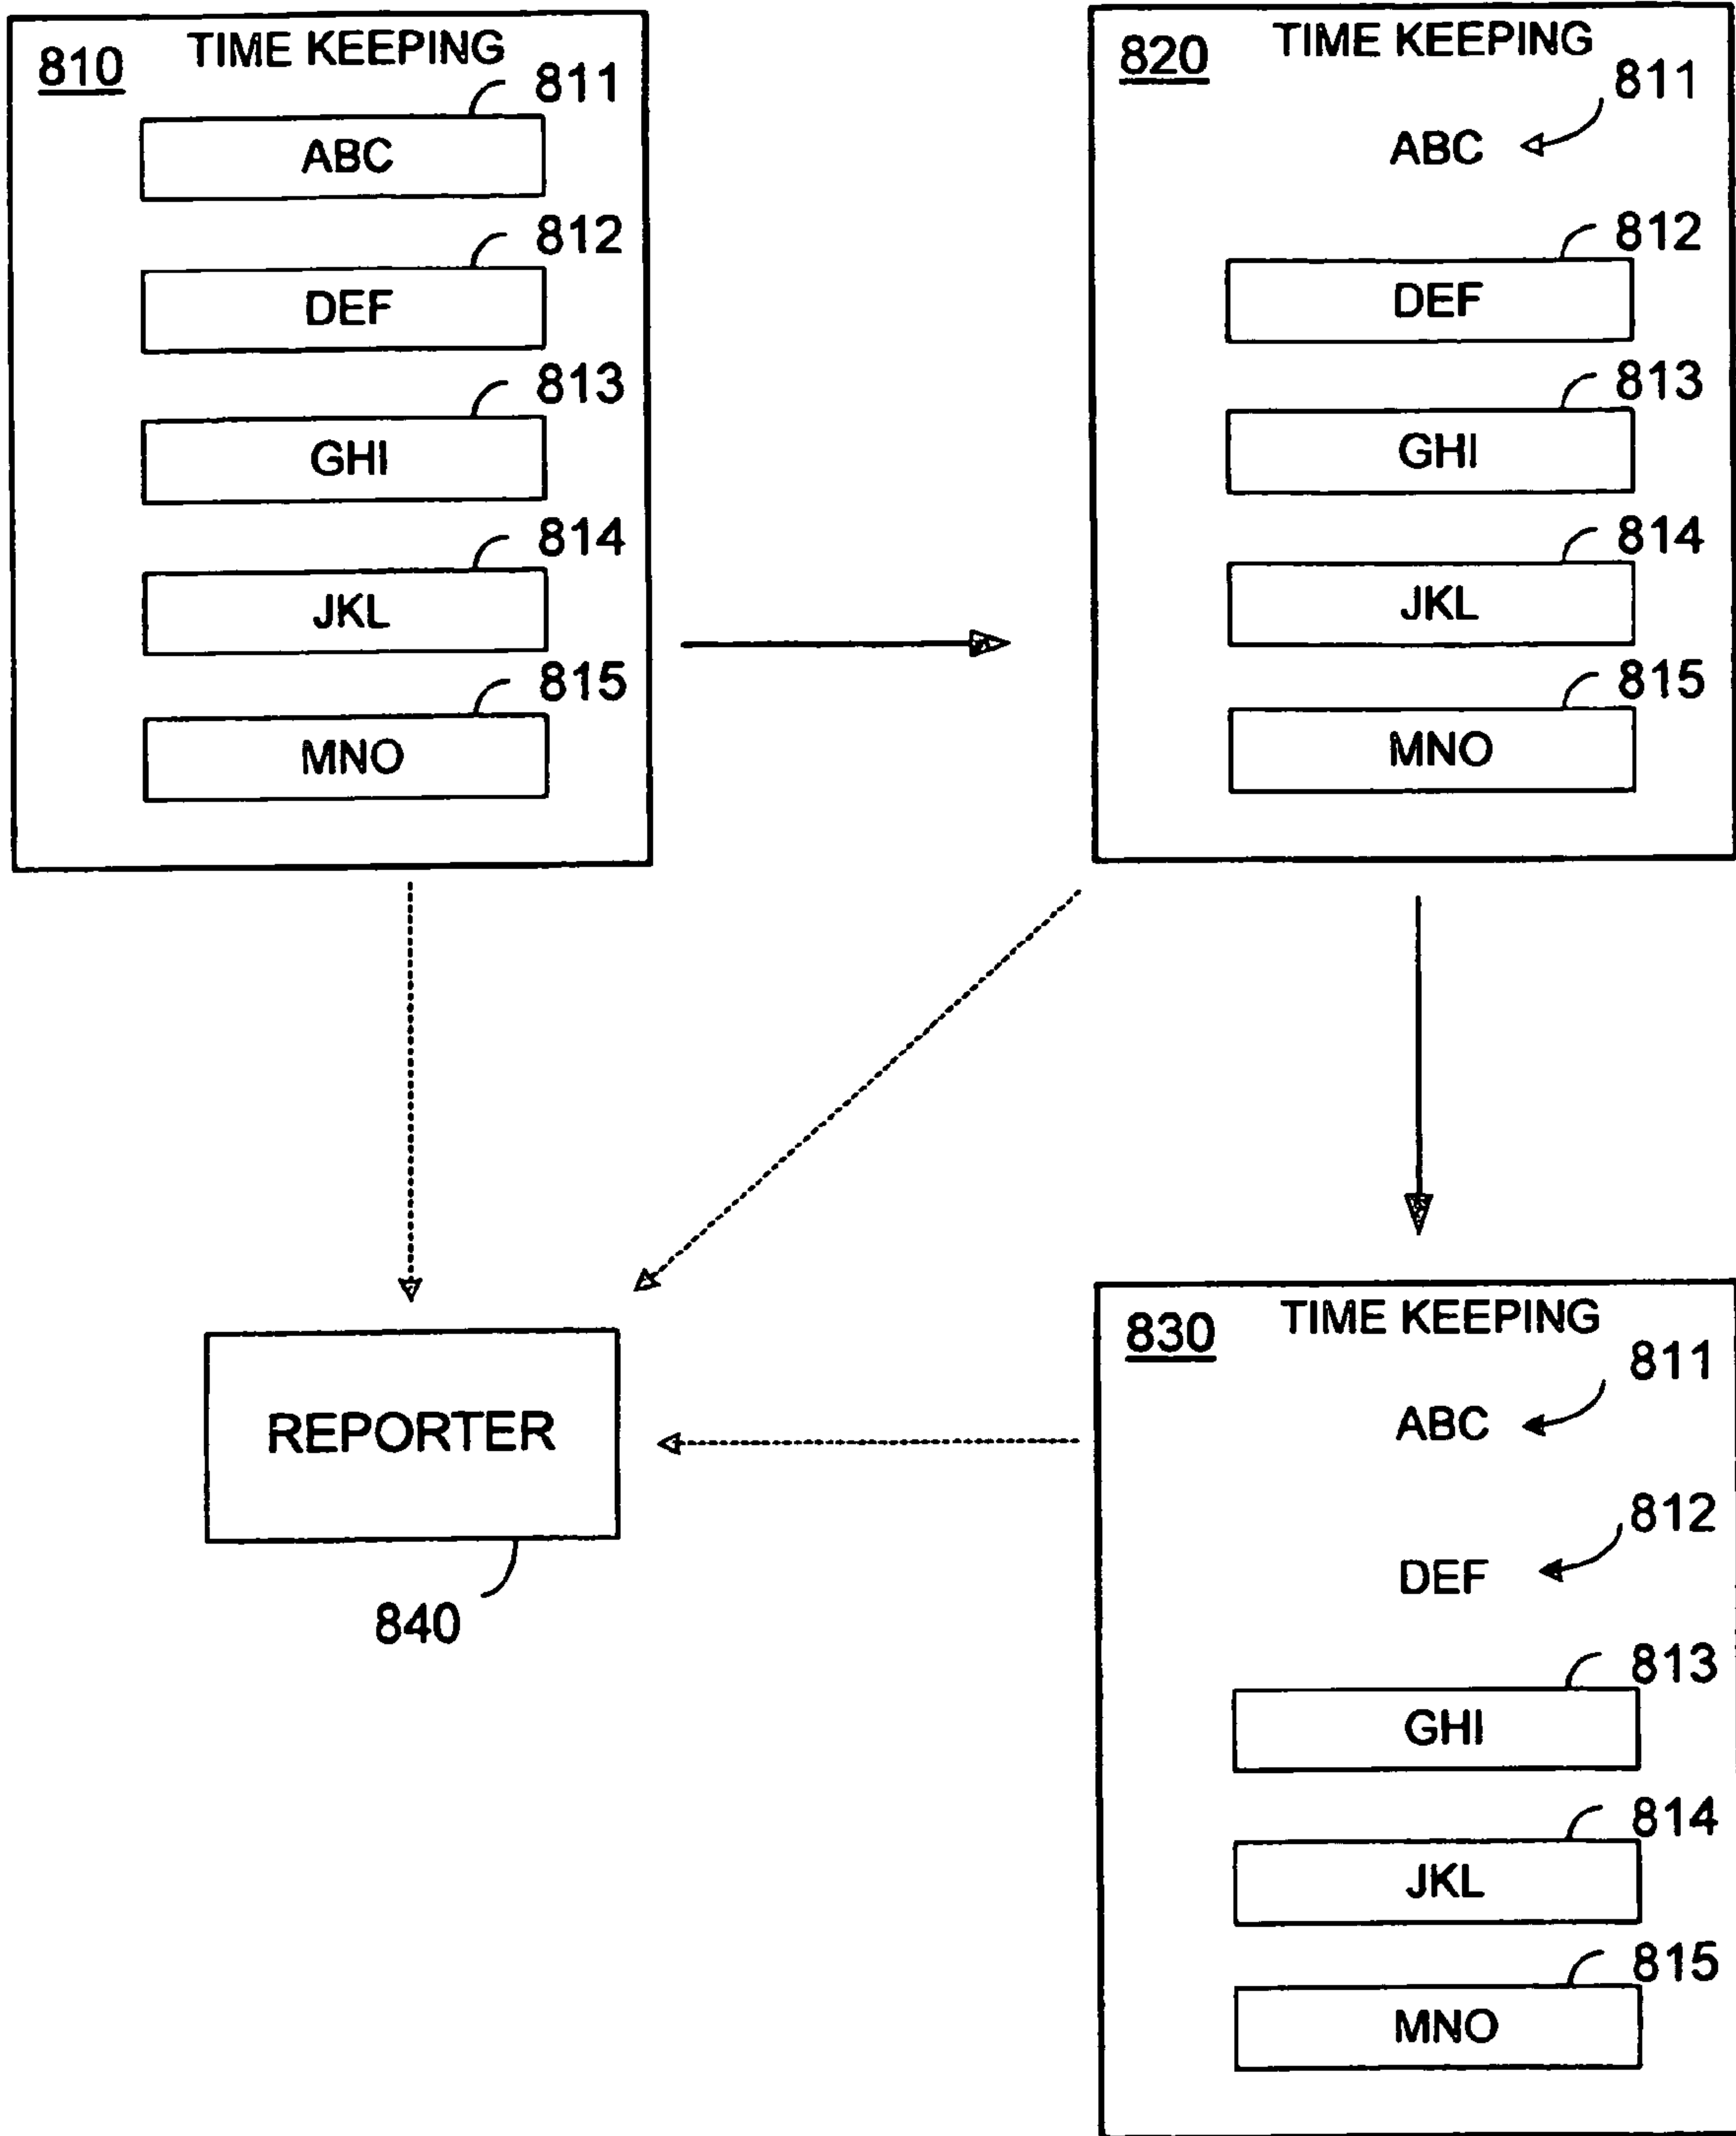 810 TIME KEEPING
811
ABC
812
DEF
813
GHI
814
JKL
815
MNO
820 TIME KEEPING
811
ABC
812
DEF
813
GHI
814
JKL
815
MNO
830 TIME KEEPING
811
ABC
812
DEF
813
GHI
814
JKL
815
MNO
REPORTER
840